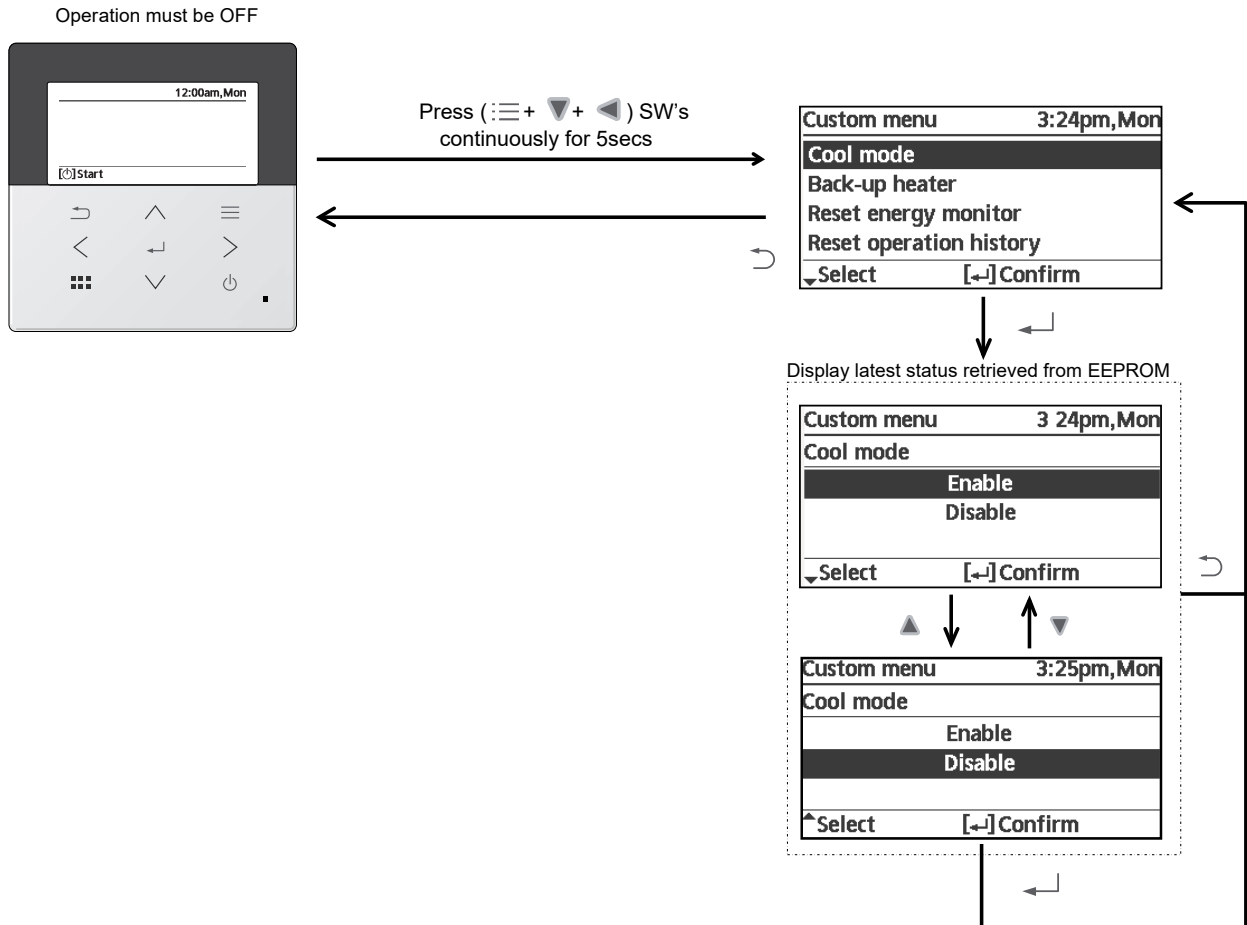 Operation must be OFF
12:00am,Mon
[⏻]Start
Press ( + ▼+ ◀ ) SW's
continuously for 5secs
Custom menu 3:24pm,Mon
Cool mode
Back-up heater
Reset energy monitor
Reset operation history
Select [↵]Confirm
Display latest status retrieved from EEPROM
Custom menu 3 24pm,Mon
Cool mode
Enable
Disable
Select [↵]Confirm
Custom menu 3:25pm,Mon
Cool mode
Enable
Disable
Select [↵]Confirm